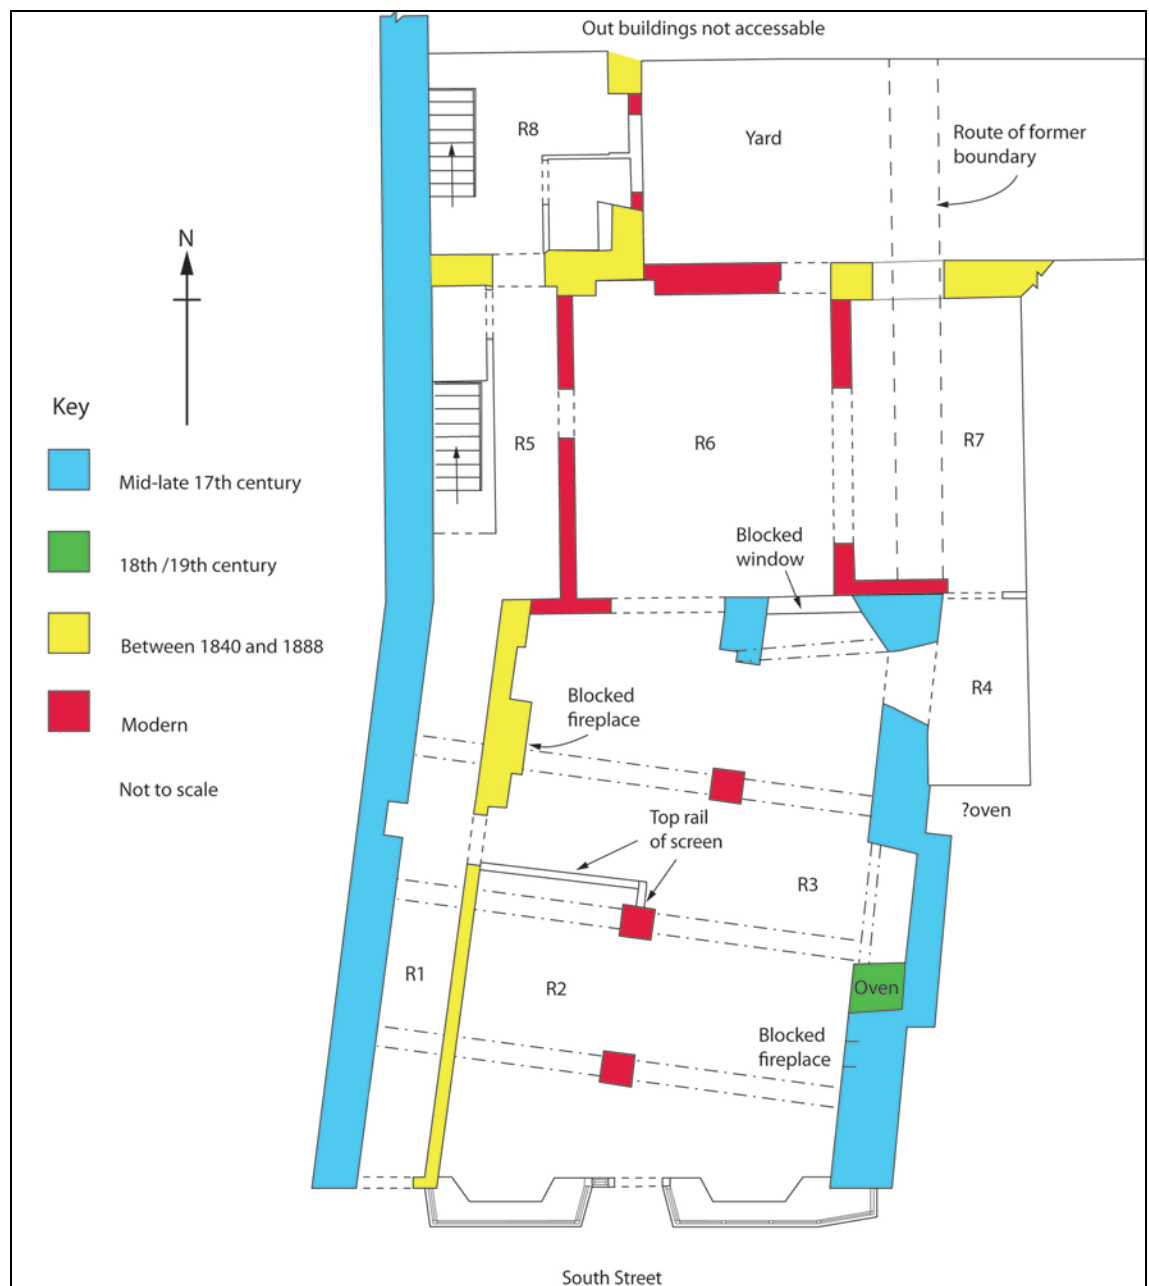 Out buildings not accessable
R8
Yard
Route of former
boundary
N
Key
Mid-late 17th century
18th /19th century
Between 1840 and 1888
Modern
Not to scale
R5
R6
R7
Blocked
window
R4
Blocked
fireplace
?oven
Top rail
of screen
R3
R1
R2
Oven
Blocked
fireplace
South Street